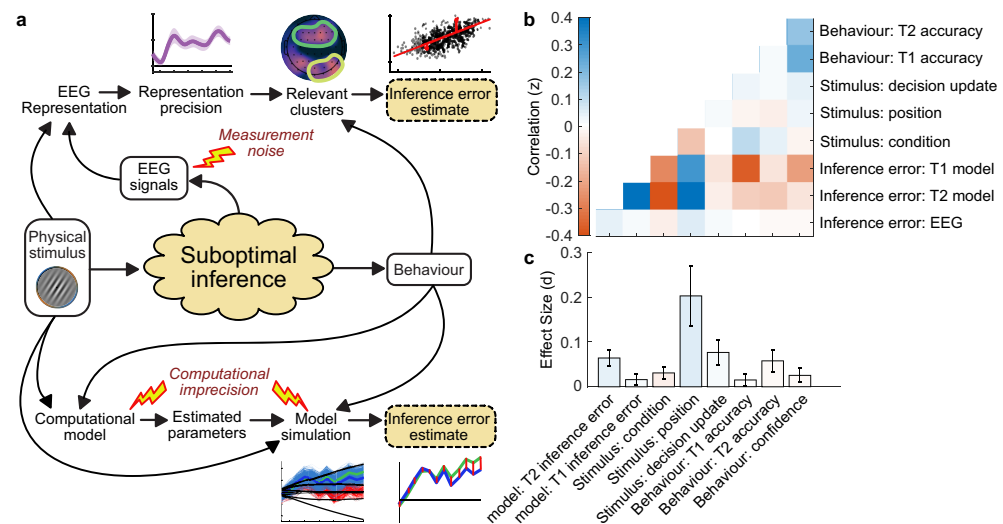 a
EEG
Representation
Representation
precision
Relevant
clusters
Inference error
estimate
Measurement
noise
EEG
signals
Physical
stimulus
Suboptimal
inference
Behaviour
Computational
imprecision
Computational
model
Estimated
parameters
Model
simulation
Inference error
estimate
b
Correlation (z)
0.4
0.3
0.2
0.1
0
-0.1
-0.2
-0.3
-0.4
Behaviour: T2 accuracy
Behaviour: T1 accuracy
Stimulus: decision update
Stimulus: position
Stimulus: condition
Inference error: T1 model
Inference error: T2 model
Inference error: EEG
c
Effect Size (d)
0.3
0.2
0.1
0
model: T2 inference error
model: T1 inference error
Stimulus: condition
Stimulus: position
Stimulus: decision update
Behaviour: T1 accuracy
Behaviour: T2 accuracy
Behaviour: confidence